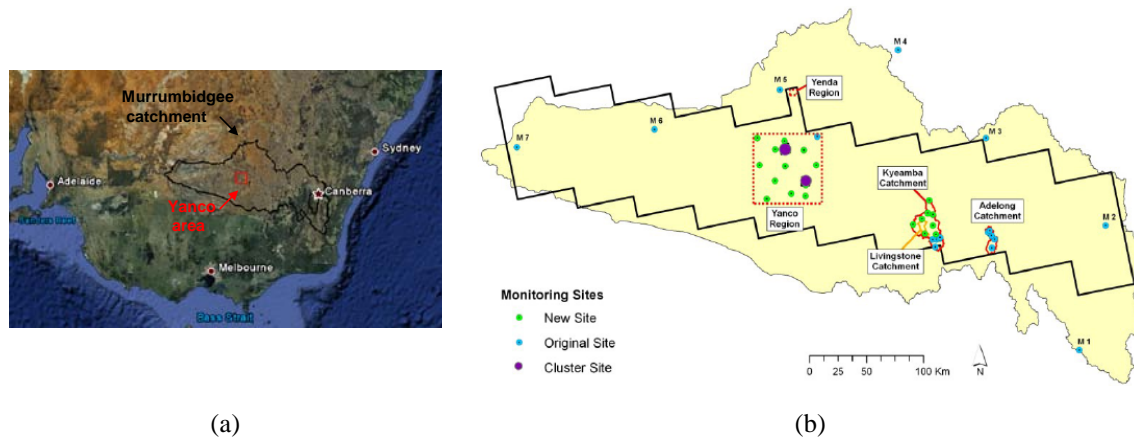 Murrumbidgee
catchment
Sydney
Adelaide
Canberra
Yanco
area
Melbourne
Bass Strait
(a)
M 4
M 5
Yenda
Region
M 6
M 7
M 3
Kyeamba
Catchment
Adelong
Catchment
M 2
Yanco
Region
Livingstone
Catchment
Monitoring Sites
New Site
Original Site
Cluster Site
M 1
0 25 50 100 Km
N
(b)